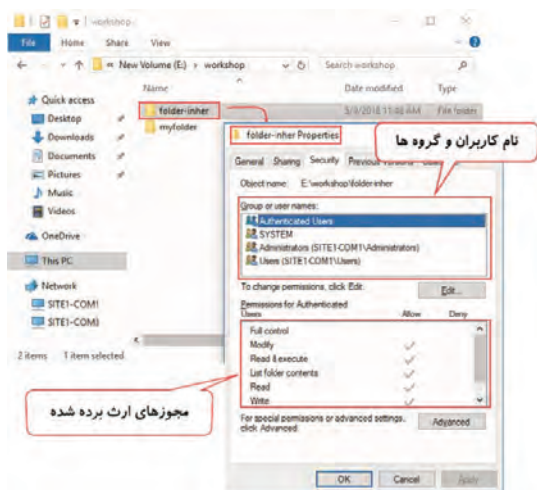 workshop
File Home Share View
New Volume (E:) › workshop
Search workshop
Name
Date modified
Type
Quick access
Desktop
Downloads
Documents
Pictures
Music
Videos
OneDrive
This PC
Network
SITE1-COM1
SITE1-COM3
folder-inher
5/4/2018 11:48 AM
File folder
myfolder
2 items 1 item selected
folder-inher Properties
نام کاربران و گروه ها
General Sharing Security Previous Versions
Object name: E:\workshop\folder-inher
Group or user names:
Authenticated Users
SYSTEM
Administrators (SITE1-COM1\Administrators)
Users (SITE1-COM1\Users)
To change permissions, click Edit.
Edit...
Permissions for Authenticated
Users
Allow
Deny
Full control
Modify
Read & execute
List folder contents
Read
Write
مجوزهای ارث برده شده
For special permissions or advanced settings,
click Advanced.
Advanced
OK
Cancel
Apply